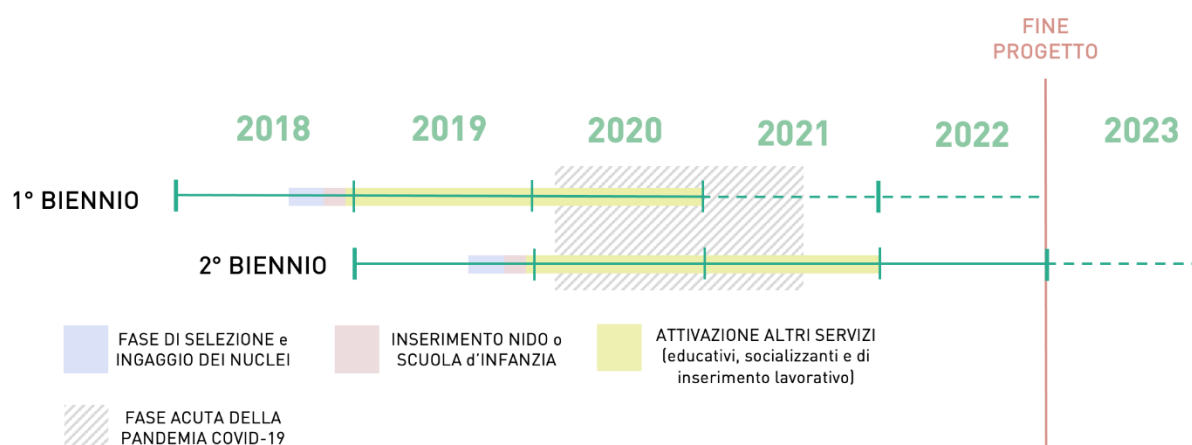 FINE
PROGETTO
2018
2019
2020
2021
2022
2023
1° BIENNIO
2° BIENNIO
FASE DI SELEZIONE e
INGAGGIO DEI NUCLEI
INSERIMENTO NIDO o
SCUOLA d'INFANZIA
ATTIVAZIONE ALTRI SERVIZI
(educativi, socializzanti e di
inserimento lavorativo)
FASE ACUTA DELLA
PANDEMIA COVID-19